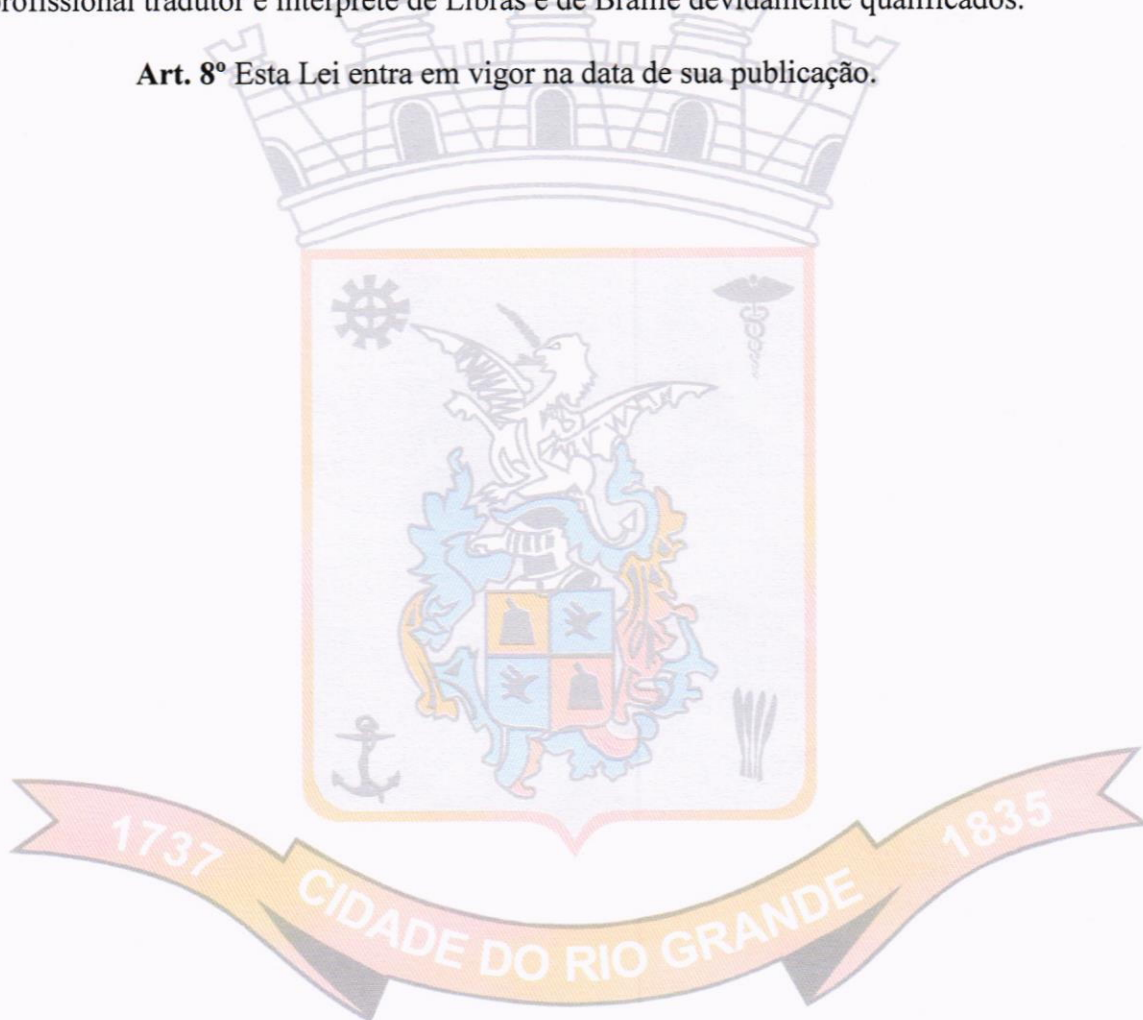 profissional tradutor e intérprete de Libras e de Braille devidamente qualificados.
Art. 8º Esta Lei entra em vigor na data de sua publicação.
1737 CIDADE DO RIO GRANDE 1835